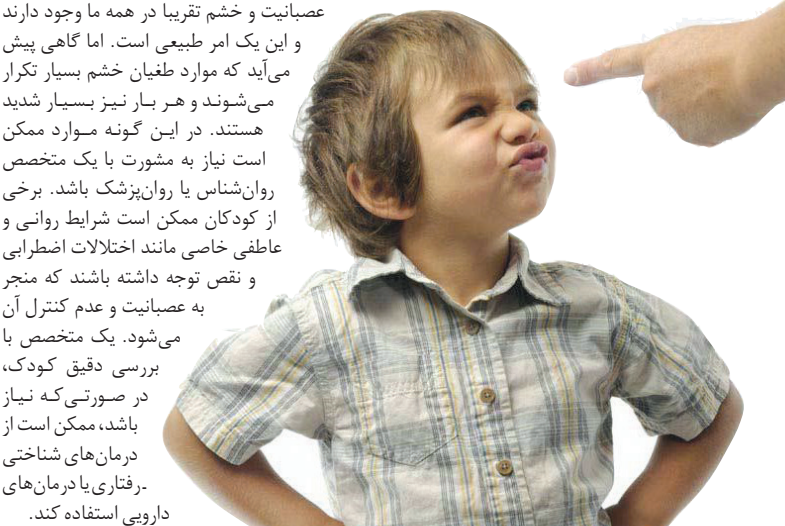 عصبانیت و خشم تقریبا در همه ما وجود دارند
و این یک امر طبیعی است. اما گاهی پیش
می‌آید که موارد طغیان خشم بسیار تکرار
می‌شوند و هر بار نیز بسیار شدید
هستند. در این گونه موارد ممکن
است نیاز به مشورت با یک متخصص
روان‌شناس یا روان‌پزشک باشد. برخی
از کودکان ممکن است شرایط روانی و
عاطفی خاصی مانند اختلالات اضطرابی
و نقص توجه داشته باشند که منجر
به عصبانیت و عدم کنترل آن
می‌شود. یک متخصص با
بررسی دقیق کودک،
در صورتی‌که نیاز
باشد، ممکن است از
درمان‌های شناختی
-رفتاری یا درمان‌های
دارویی استفاده کند.